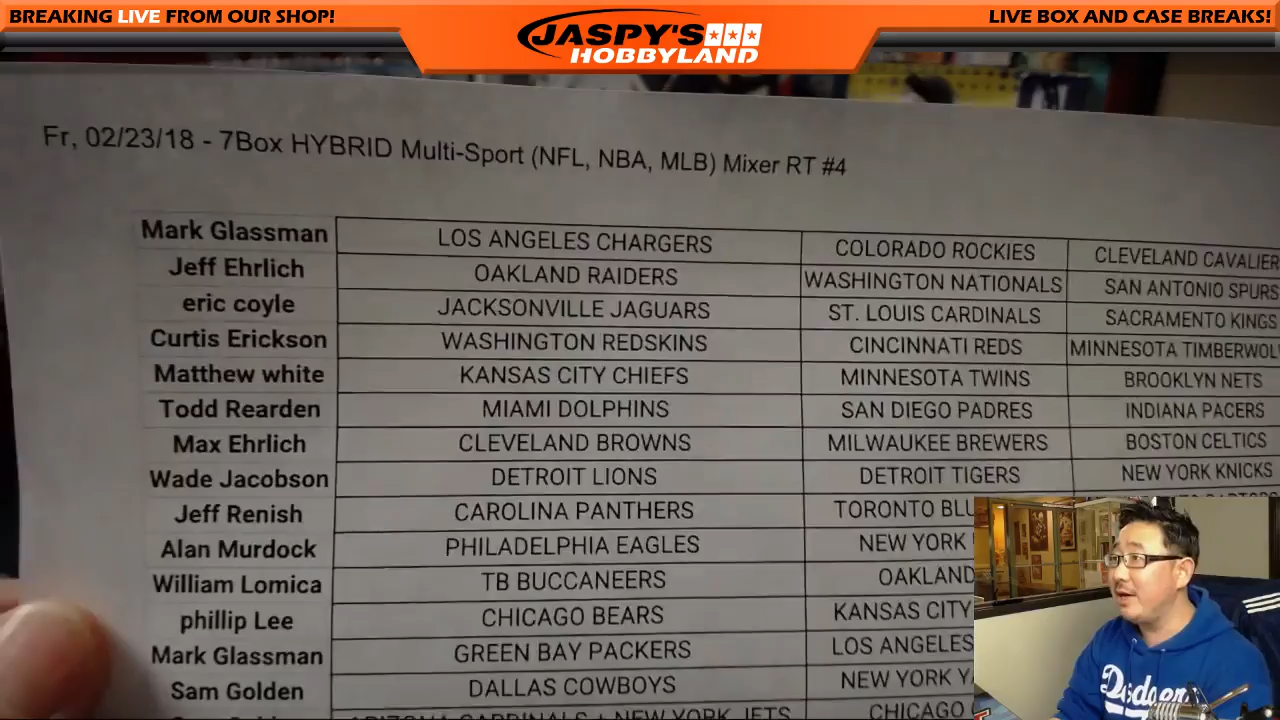 BREAKING LIVE FROM OUR SHOP!
JASPY'S
HOBBYLAND
LIVE BOX AND CASE BREAKS!
Fr, 02/23/18 - 7Box HYBRID Multi-Sport (NFL, NBA, MLB) Mixer RT #4
Mark Glassman LOS ANGELES CHARGERS COLORADO ROCKIES CLEVELAND CAVALIER
Jeff Ehrlich OAKLAND RAIDERS WASHINGTON NATIONALS SAN ANTONIO SPURS
eric coyle JACKSONVILLE JAGUARS ST. LOUIS CARDINALS SACRAMENTO KINGS
Curtis Erickson WASHINGTON REDSKINS CINCINNATI REDS MINNESOTA TIMBERWOL
Matthew white KANSAS CITY CHIEFS MINNESOTA TWINS BROOKLYN NETS
Todd Rearden MIAMI DOLPHINS SAN DIEGO PADRES INDIANA PACERS
Max Ehrlich CLEVELAND BROWNS MILWAUKEE BREWERS BOSTON CELTICS
Wade Jacobson DETROIT LIONS DETROIT TIGERS NEW YORK KNICKS
Jeff Renish CAROLINA PANTHERS TORONTO BLU
Alan Murdock PHILADELPHIA EAGLES NEW YORK
William Lomica TB BUCCANEERS OAKLAND
phillip Lee CHICAGO BEARS KANSAS CITY
Mark Glassman GREEN BAY PACKERS LOS ANGELES
Sam Golden DALLAS COWBOYS NEW YORK YA
ARIZONA CARDINALS + NEW YORK JETS CHICAGO
Dodgers